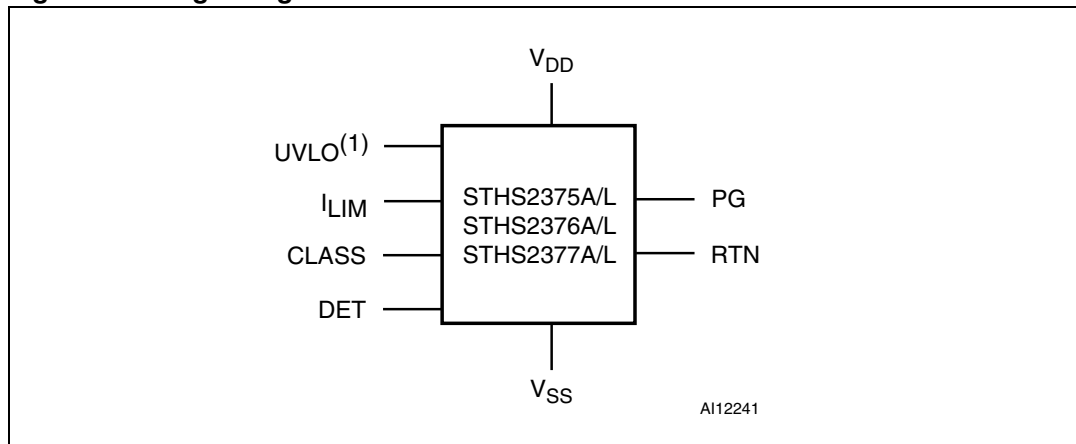 V_DD
UVLO(1)
I_LIM
CLASS
DET
STHS2375A/L
STHS2376A/L
STHS2377A/L
PG
RTN
V_SS
AI12241